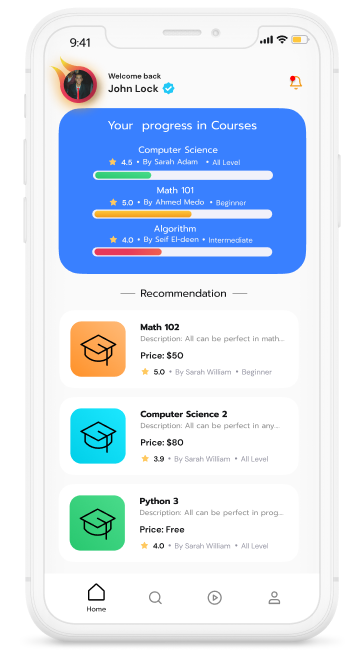 9:41
Welcome back
John Lock
Your progress in Courses
Computer Science
4.5 • By Sarah Adam • All Level
Math 101
5.0 • By Ahmed Medo • Beginner
Algorithm
4.0 • By Seif El-deen • Intermediate
Recommendation
Math 102
Description: All can be perfect in math...
Price: $50
5.0 • By Sarah William • Beginner
Computer Science 2
Description: All can be perfect in any...
Price: $80
3.9 • By Sarah William • All Level
Python 3
Description: All can be perfect in prog...
Price: Free
4.0 • By Sarah William • All Level
Home